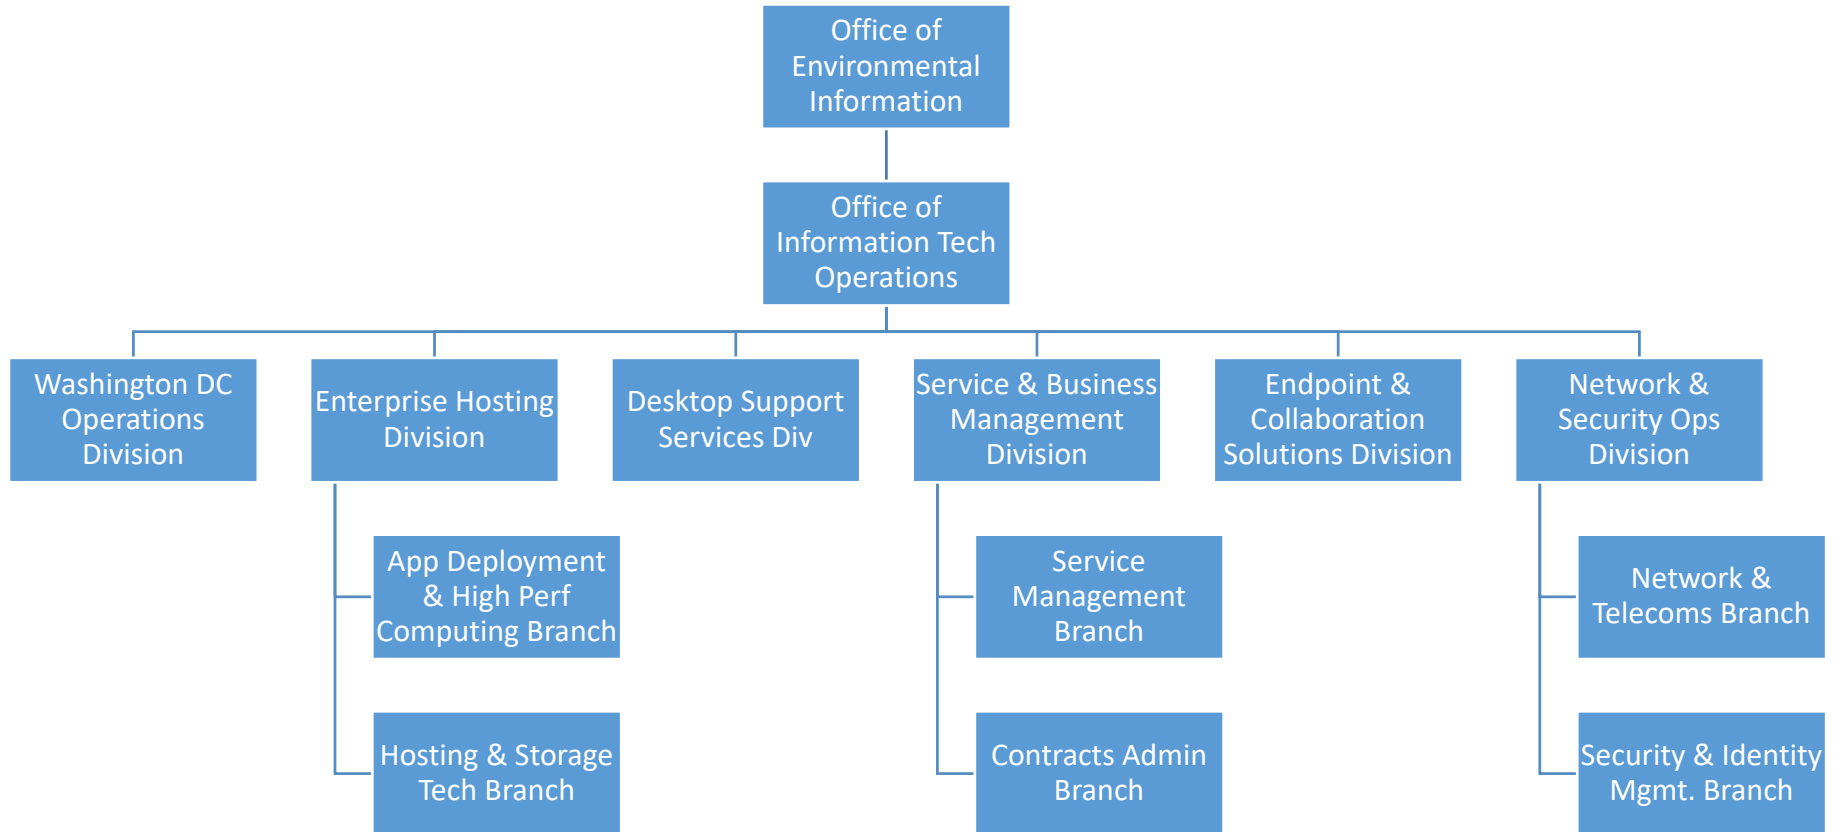 Office of
Environmental
Information
Office of
Information Tech
Operations
Washington DC
Operations
Division
Enterprise Hosting
Division
Desktop Support
Services Div
Service & Business
Management
Division
Endpoint &
Collaboration
Solutions Division
Network &
Security Ops
Division
App Deployment
& High Perf
Computing Branch
Service
Management
Branch
Network &
Telecoms Branch
Hosting & Storage
Tech Branch
Contracts Admin
Branch
Security & Identity
Mgmt. Branch